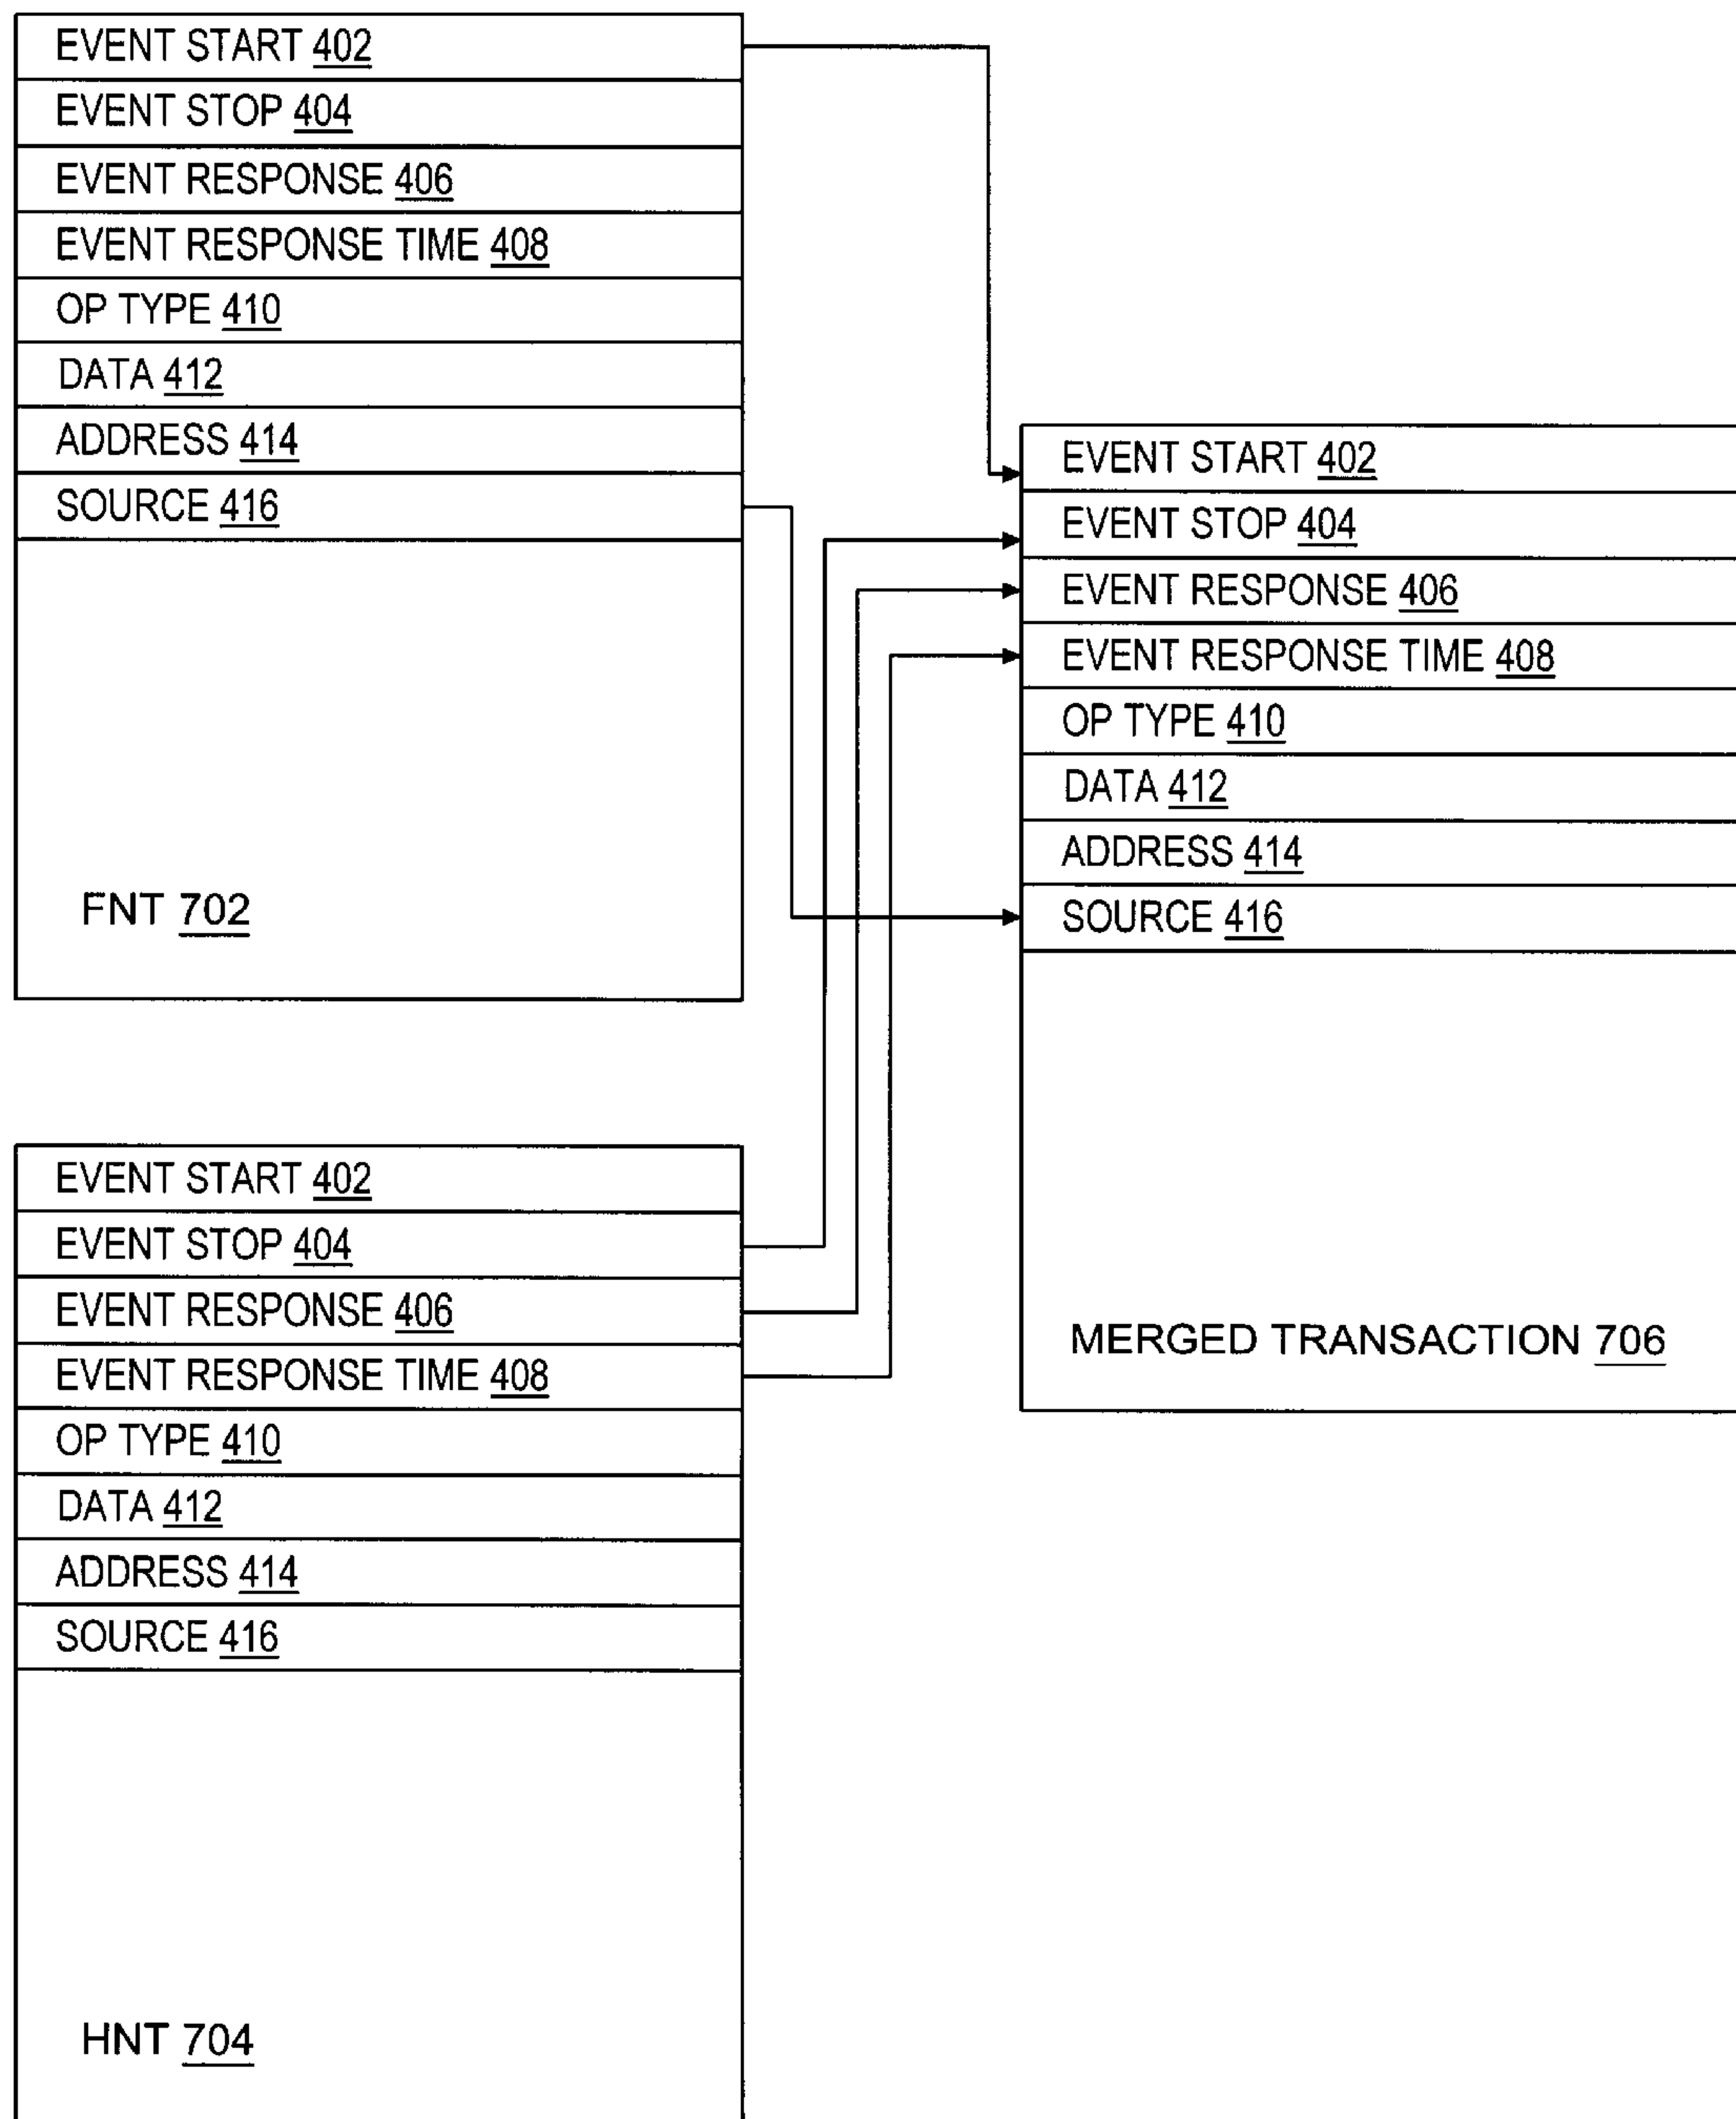 EVENT START 402
EVENT STOP 404
EVENT RESPONSE 406
EVENT RESPONSE TIME 408
OP TYPE 410
DATA 412
ADDRESS 414
SOURCE 416
FNT 702
EVENT START 402
EVENT STOP 404
EVENT RESPONSE 406
EVENT RESPONSE TIME 408
OP TYPE 410
DATA 412
ADDRESS 414
SOURCE 416
HNT 704
EVENT START 402
EVENT STOP 404
EVENT RESPONSE 406
EVENT RESPONSE TIME 408
OP TYPE 410
DATA 412
ADDRESS 414
SOURCE 416
MERGED TRANSACTION 706